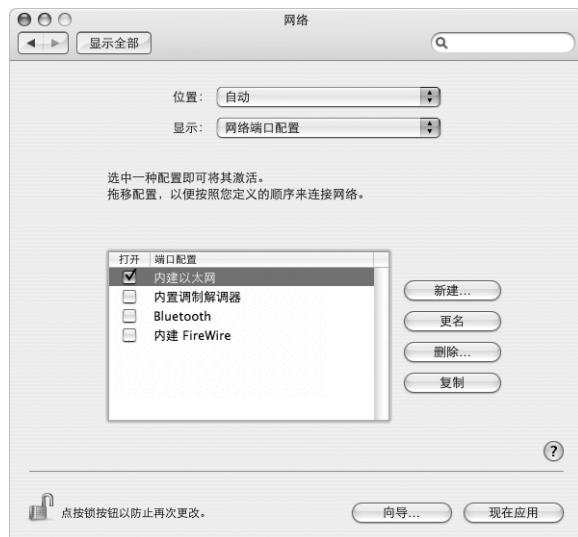 网络
显示全部
位置： 自动
显示： 网络端口配置
选中一种配置即可将其激活。
拖移配置，以便按照您定义的顺序来连接网络。
打开 端口配置
内建以太网
内置调制解调器
Bluetooth
内建 FireWire
新建...
更名
删除...
复制
?
点按锁按钮以防止再次更改。
向导...
现在应用